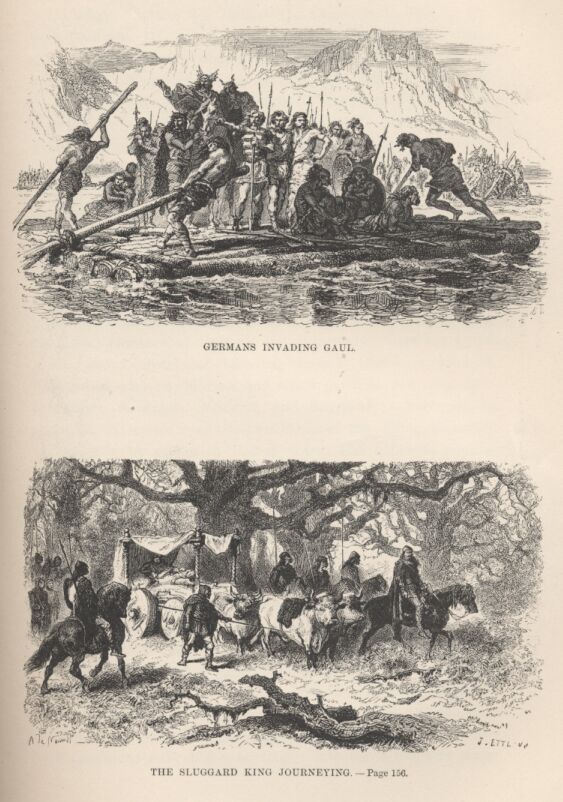 GERMANS INVADING GAUL.
THE SLUGGARD KING JOURNEYING. — Page 156.